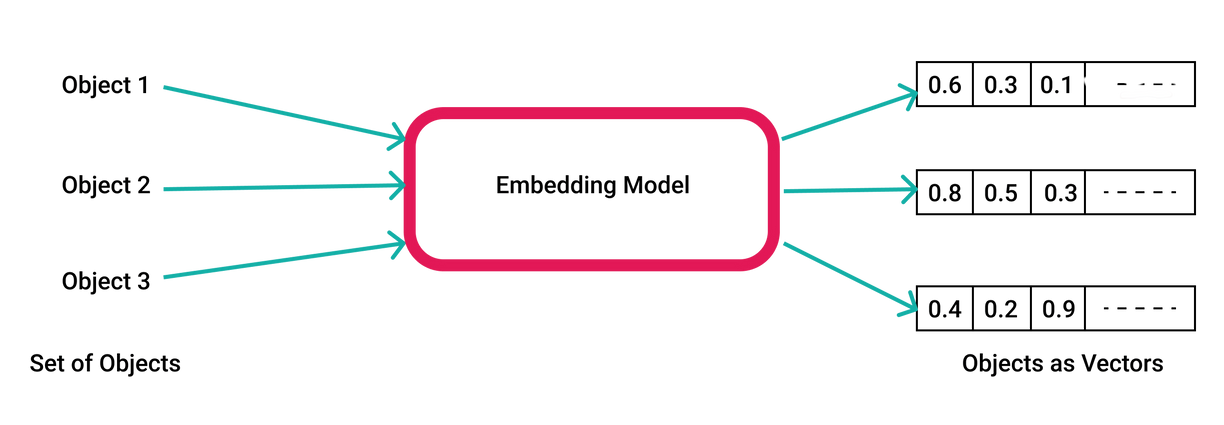 Object 1
Object 2
Object 3
Set of Objects
Embedding Model
0.6 0.3 0.1 - - - - -
0.8 0.5 0.3 - - - - -
0.4 0.2 0.9 - - - - -
Objects as Vectors